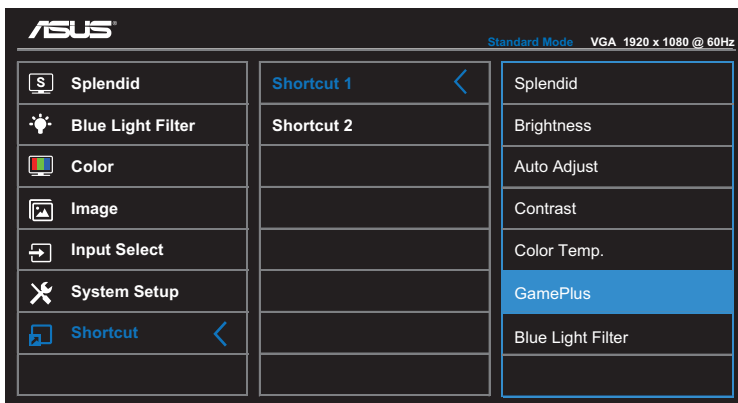 ASUS
Standard Mode VGA 1920 x 1080 @ 60Hz
S Splendid
Blue Light Filter
Color
Image
Input Select
System Setup
Shortcut
Shortcut 1
Shortcut 2
Splendid
Brightness
Auto Adjust
Contrast
Color Temp.
GamePlus
Blue Light Filter